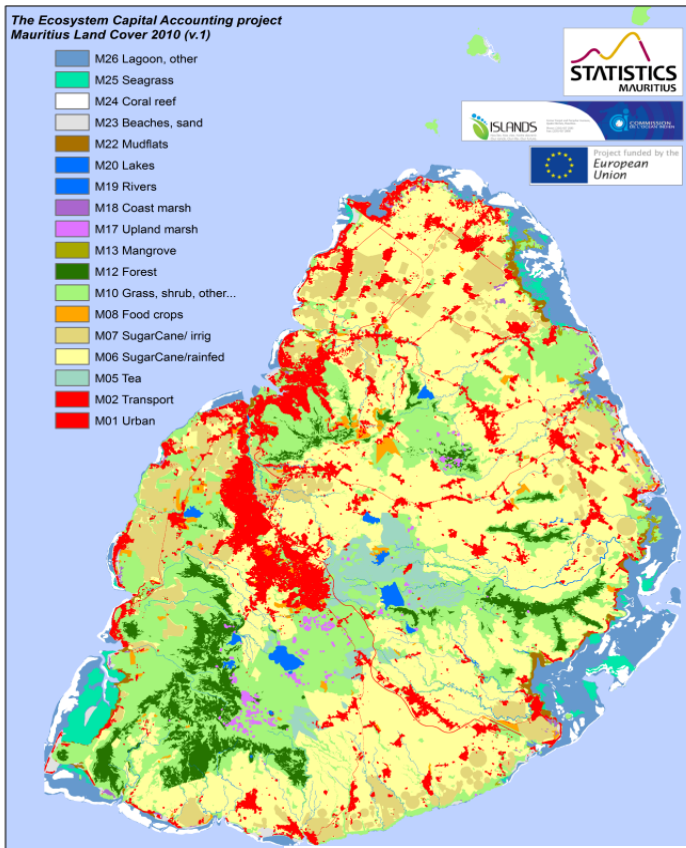 The Ecosystem Capital Accounting project
Mauritius Land Cover 2010 (v.1)
M26 Lagoon, other
M25 Seagrass
M24 Coral reef
M23 Beaches, sand
M22 Mudflats
M20 Lakes
M19 Rivers
M18 Coast marsh
M17 Upland marsh
M13 Mangrove
M12 Forest
M10 Grass, shrub, other...
M08 Food crops
M07 SugarCane/ irrig
M06 SugarCane/rainfed
M05 Tea
M02 Transport
M01 Urban
STATISTICS
MAURITIUS
ISLANDS
COMMISSION
DE L'OCEAN INDIEN
Project funded by the
European
Union